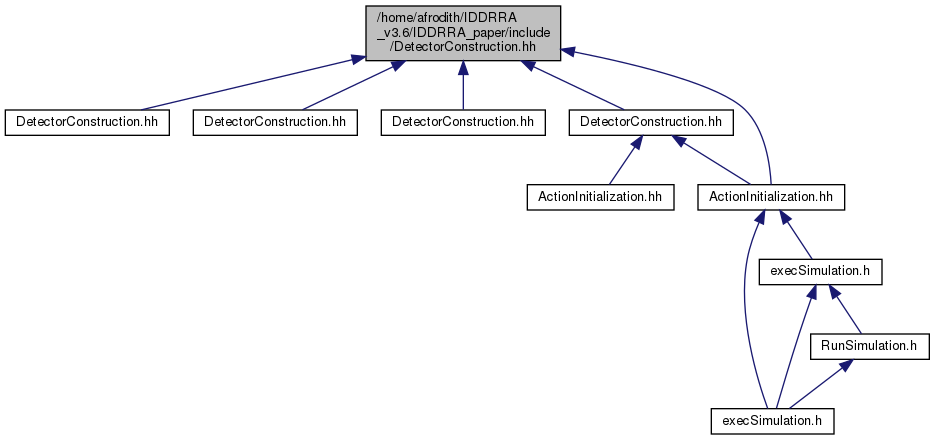 /home/afrodith/IDDRRA
_v3.6/IDDRRA_paper/include
/DetectorConstruction.hh
DetectorConstruction.hh
DetectorConstruction.hh
DetectorConstruction.hh
DetectorConstruction.hh
ActionInitialization.hh
ActionInitialization.hh
execSimulation.h
RunSimulation.h
execSimulation.h